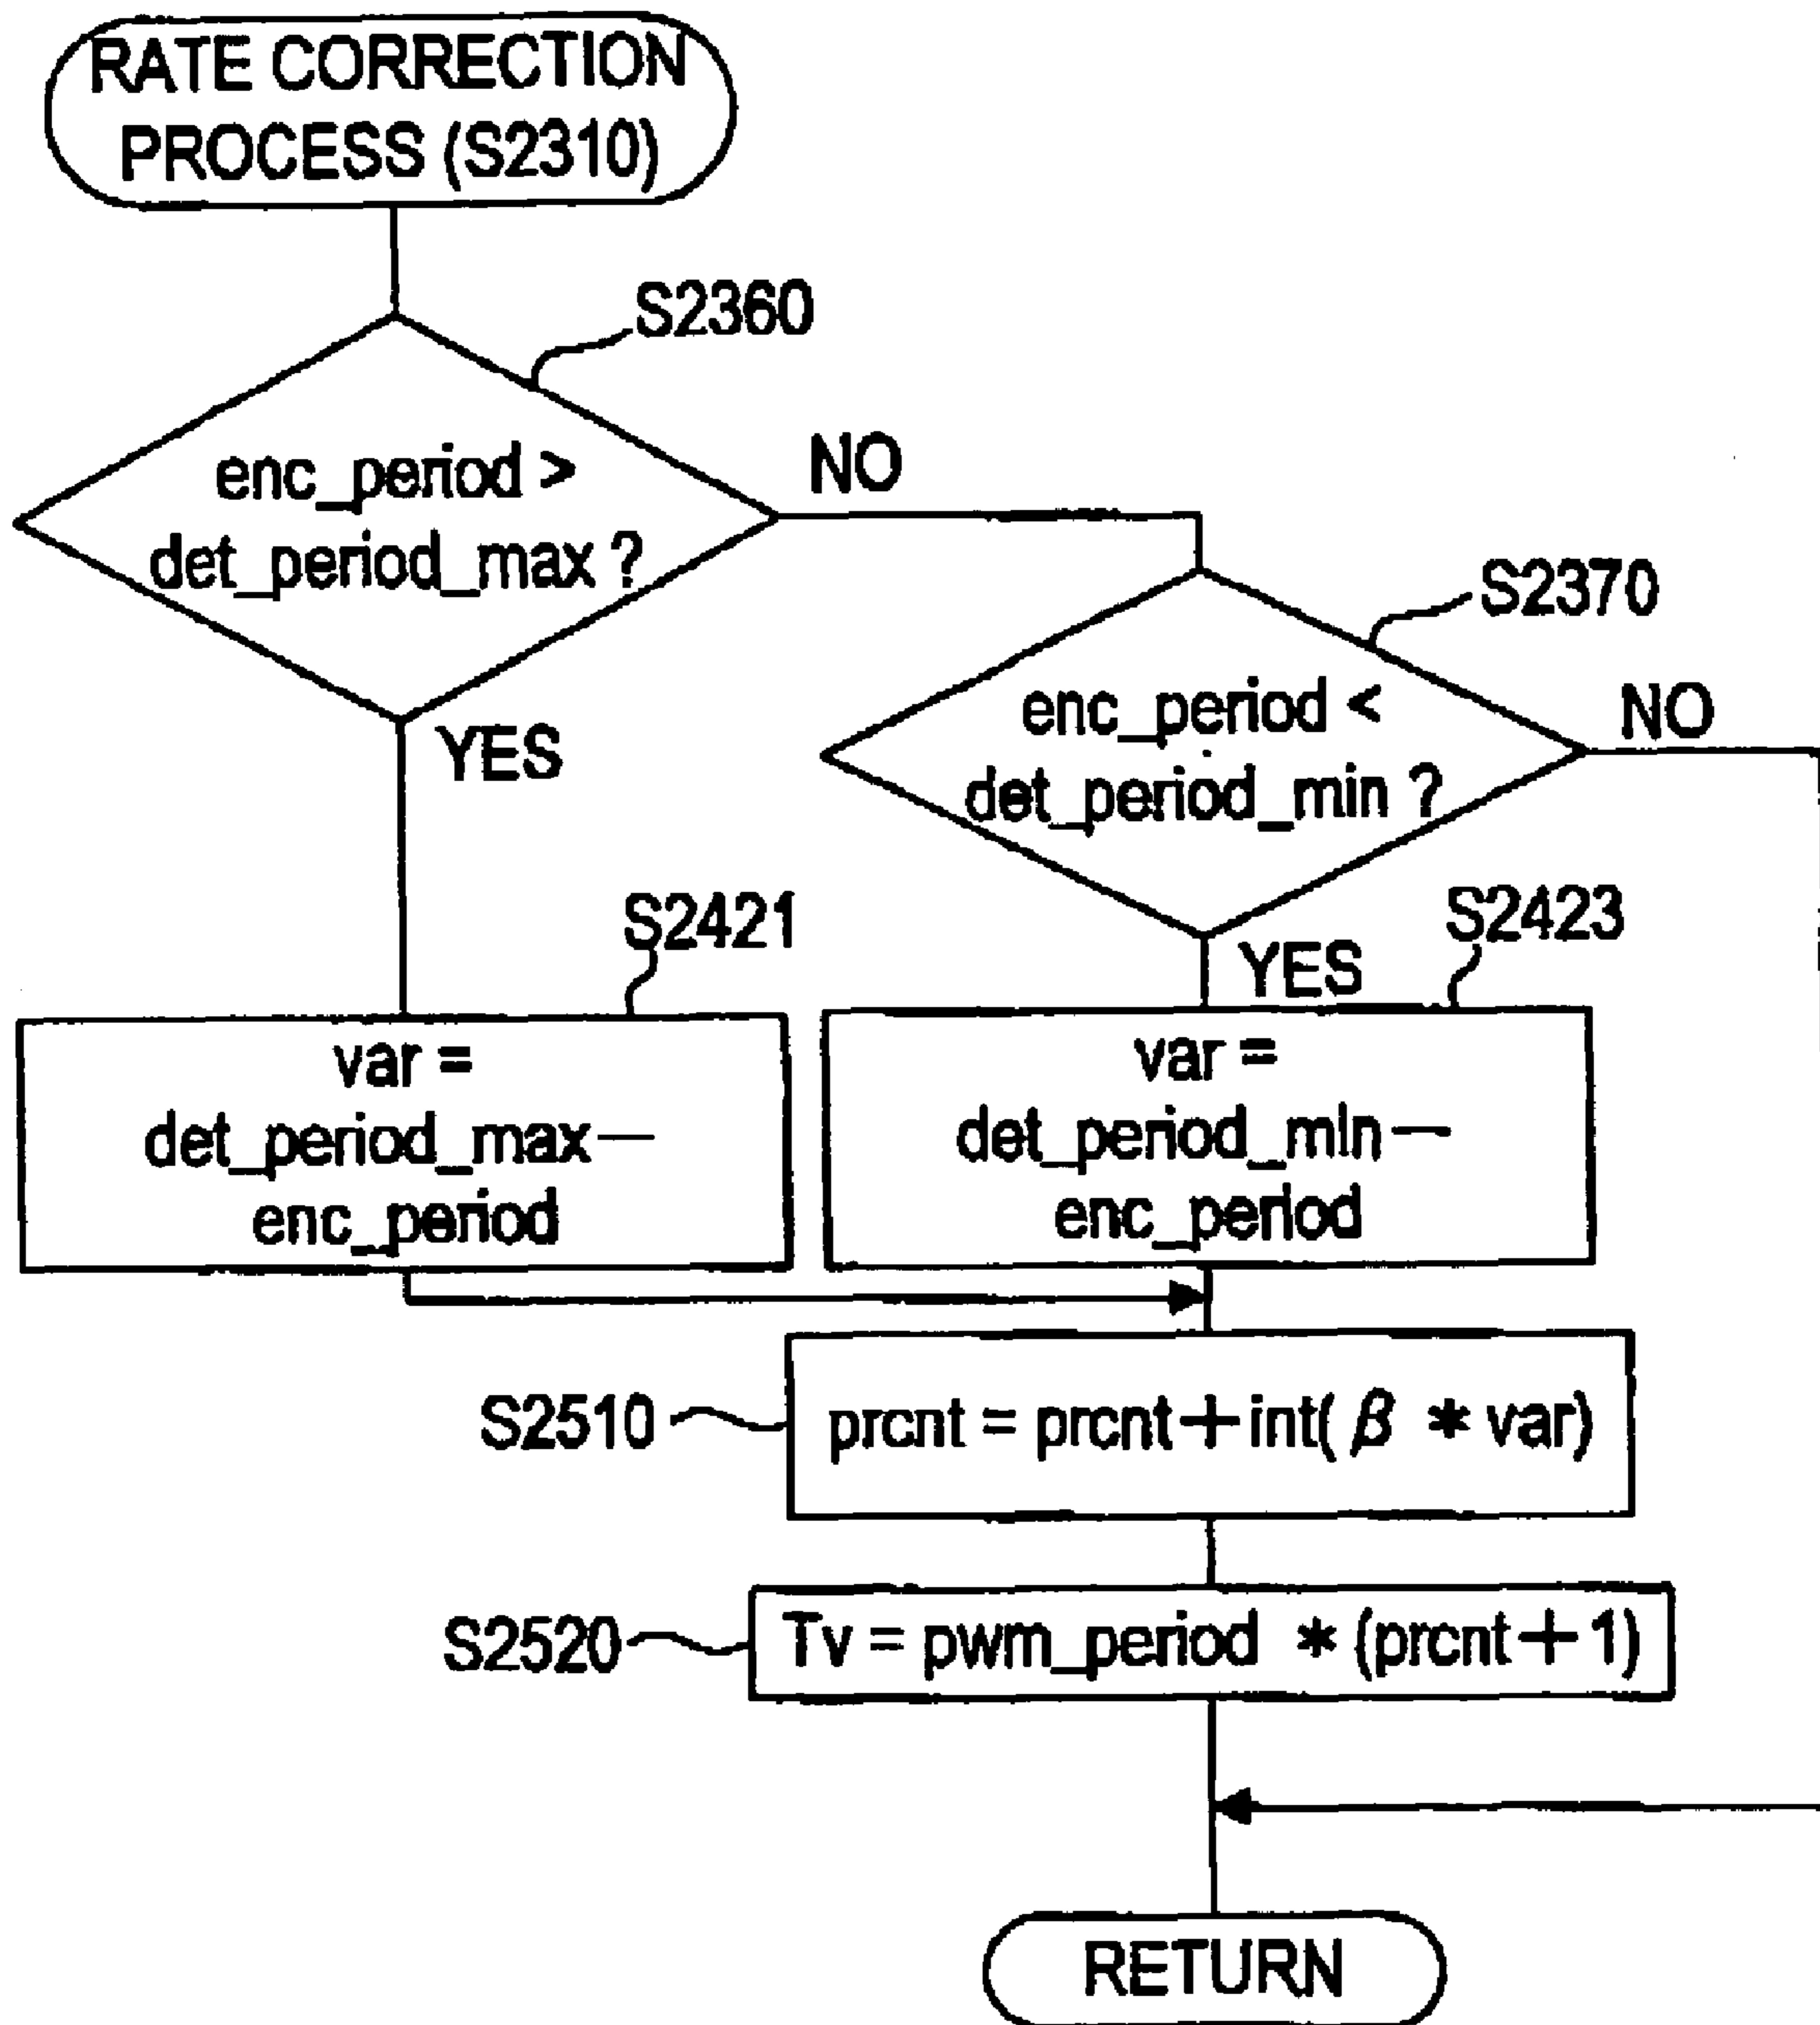 RATE CORRECTION
PROCESS (S2310)
S2360
enc_period >
det_period_max ?
NO
YES
S2370
enc_period <
det_period_min ?
NO
YES
S2421
var =
det_period_max—
enc_period
S2423
var =
det_period_min—
enc_period
S2510
prcnt = prcnt+int( β * var)
S2520
Tv = pwm_period * (prcnt+1)
RETURN